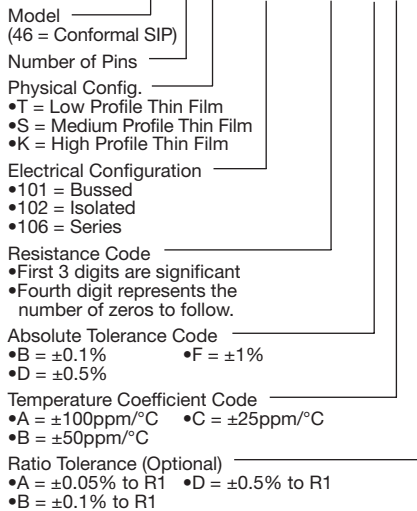 Model
(46 = Conformal SIP)
Number of Pins
Physical Config.
•T = Low Profile Thin Film
•S = Medium Profile Thin Film
•K = High Profile Thin Film
Electrical Configuration
•101 = Bussed
•102 = Isolated
•106 = Series
Resistance Code
•First 3 digits are significant
•Fourth digit represents the
number of zeros to follow.
Absolute Tolerance Code
•B = ±0.1% •F = ±1%
•D = ±0.5%
Temperature Coefficient Code
•A = ±100ppm/°C •C = ±25ppm/°C
•B = ±50ppm/°C
Ratio Tolerance (Optional)
•A = ±0.05% to R1 •D = ±0.5% to R1
•B = ±0.1% to R1